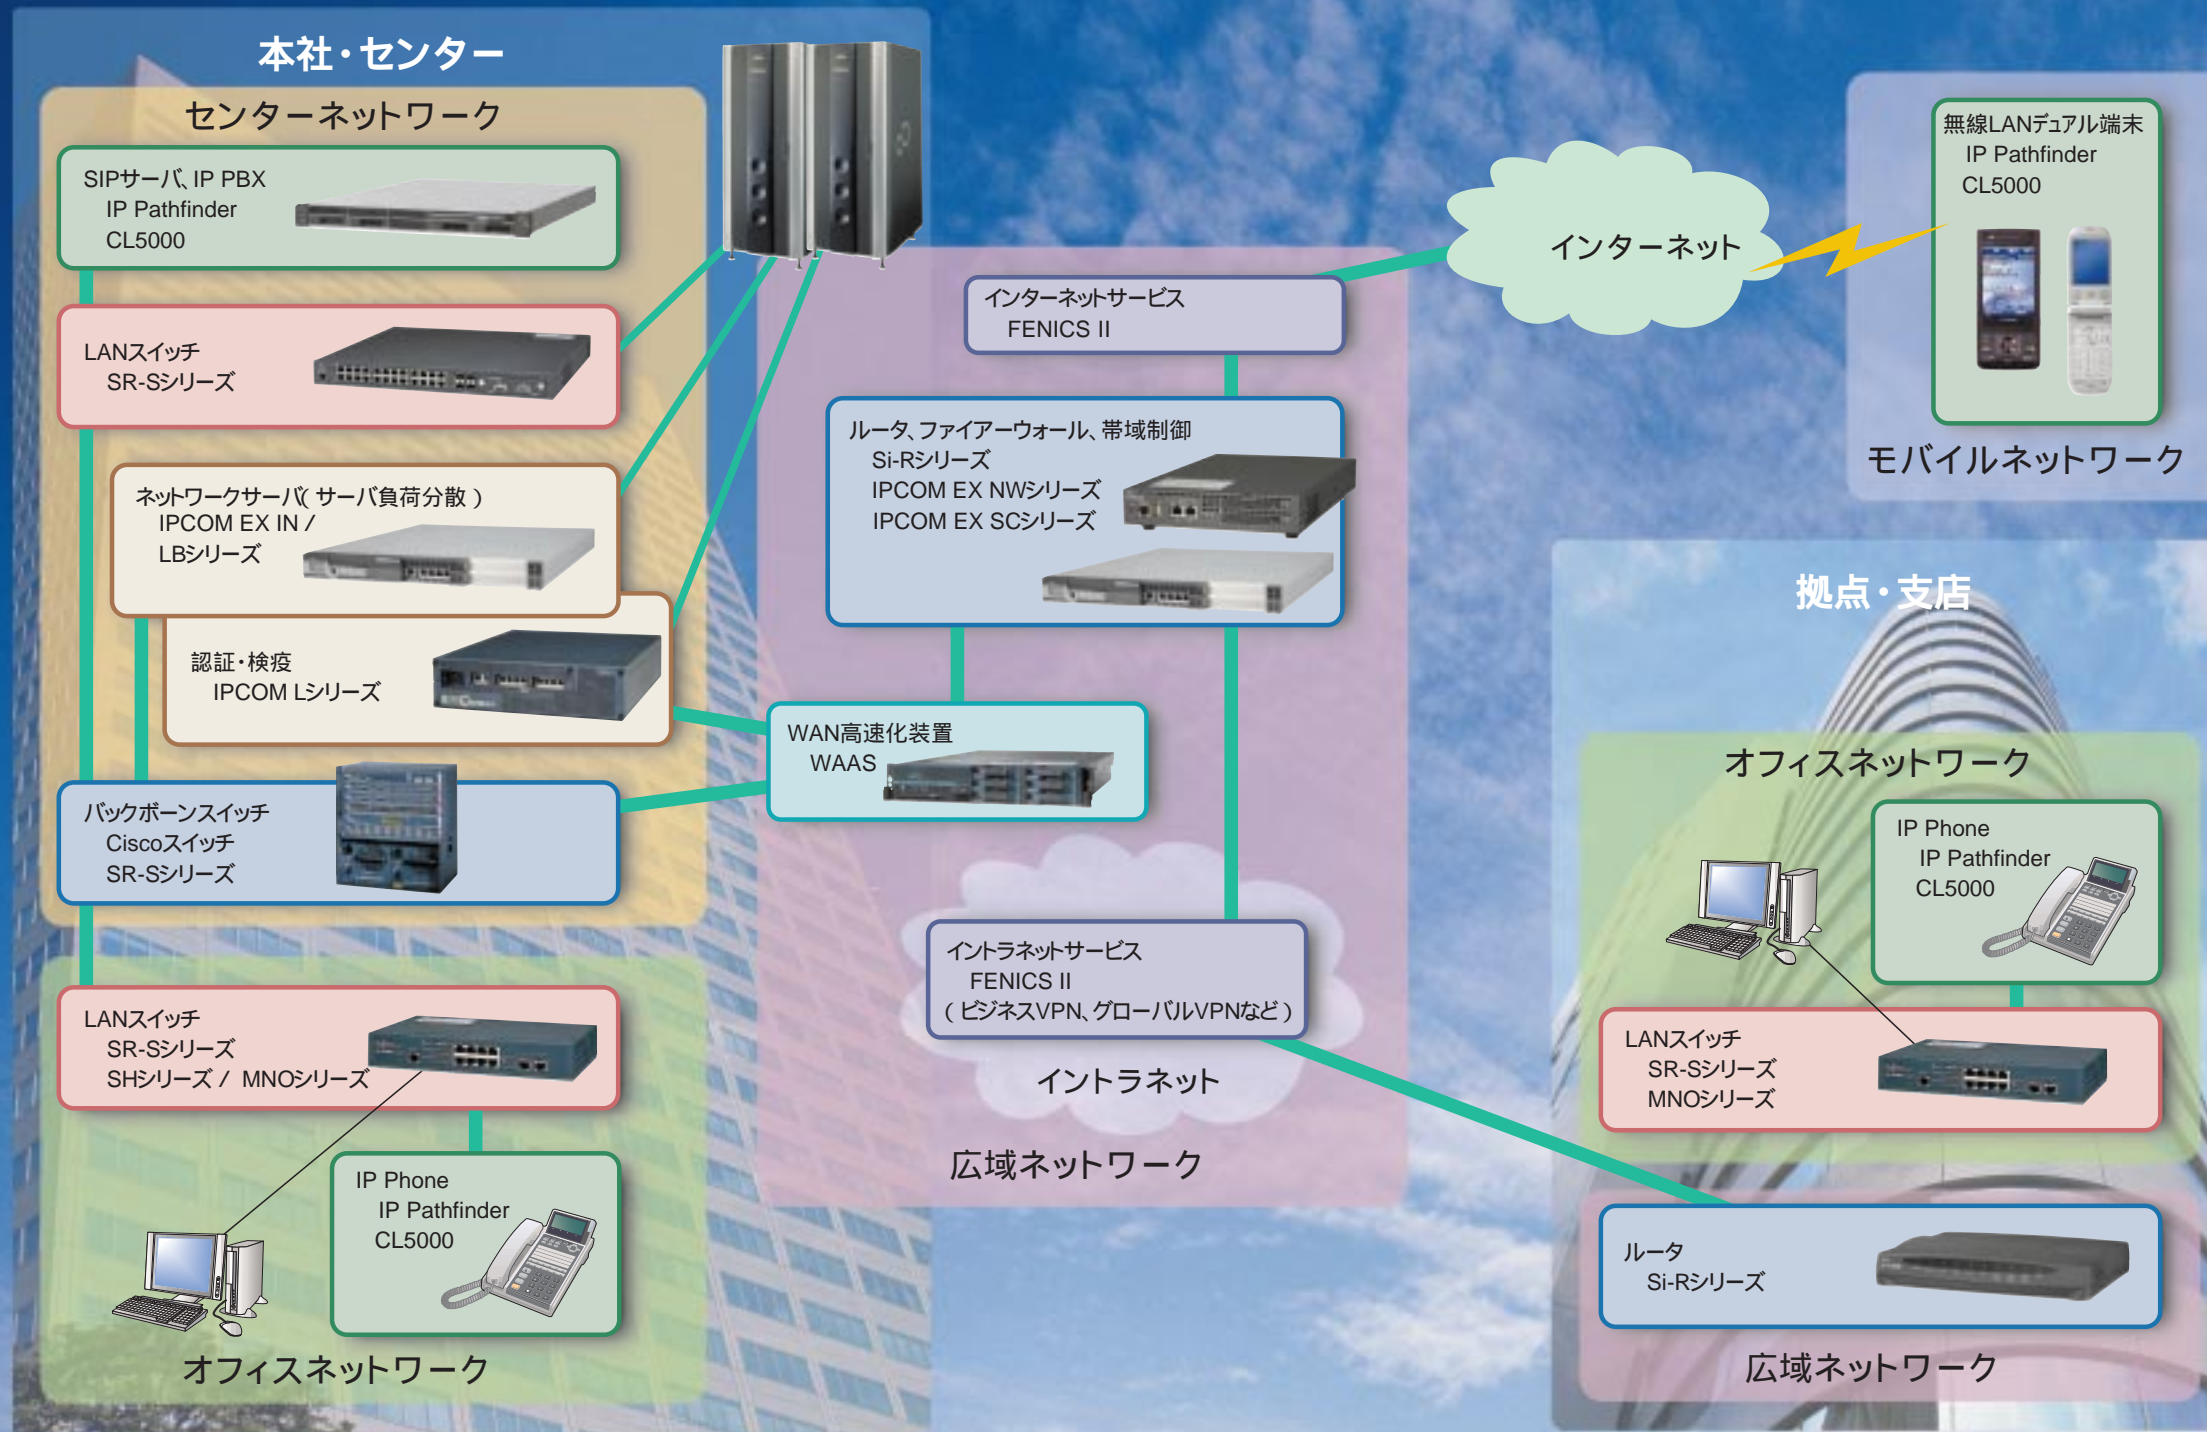 本社・センター
センターネットワーク
SIPサーバ、IP PBX
IP Pathfinder
CL5000
LANスイッチ
SR-Sシリーズ
ネットワークサーバ(サーバ負荷分散)
IPCOM EX IN /
LBシリーズ
認証・検疫
IPCOM Lシリーズ
バックボーンスイッチ
Ciscoスイッチ
SR-Sシリーズ
LANスイッチ
SR-Sシリーズ
SHシリーズ / MNOシリーズ
IP Phone
IP Pathfinder
CL5000
オフィスネットワーク
インターネットサービス
FENICS II
ルータ、ファイアーウォール、帯域制御
Si-Rシリーズ
IPCOM EX NWシリーズ
IPCOM EX SCシリーズ
WAN高速化装置
WAAS
イントラネットサービス
FENICS II
(ビジネスVPN、グローバルVPNなど)
イントラネット
広域ネットワーク
インターネット
無線LANデュアル端末
IP Pathfinder
CL5000
モバイルネットワーク
拠点・支店
オフィスネットワーク
IP Phone
IP Pathfinder
CL5000
LANスイッチ
SR-Sシリーズ
MNOシリーズ
ルータ
Si-Rシリーズ
広域ネットワーク